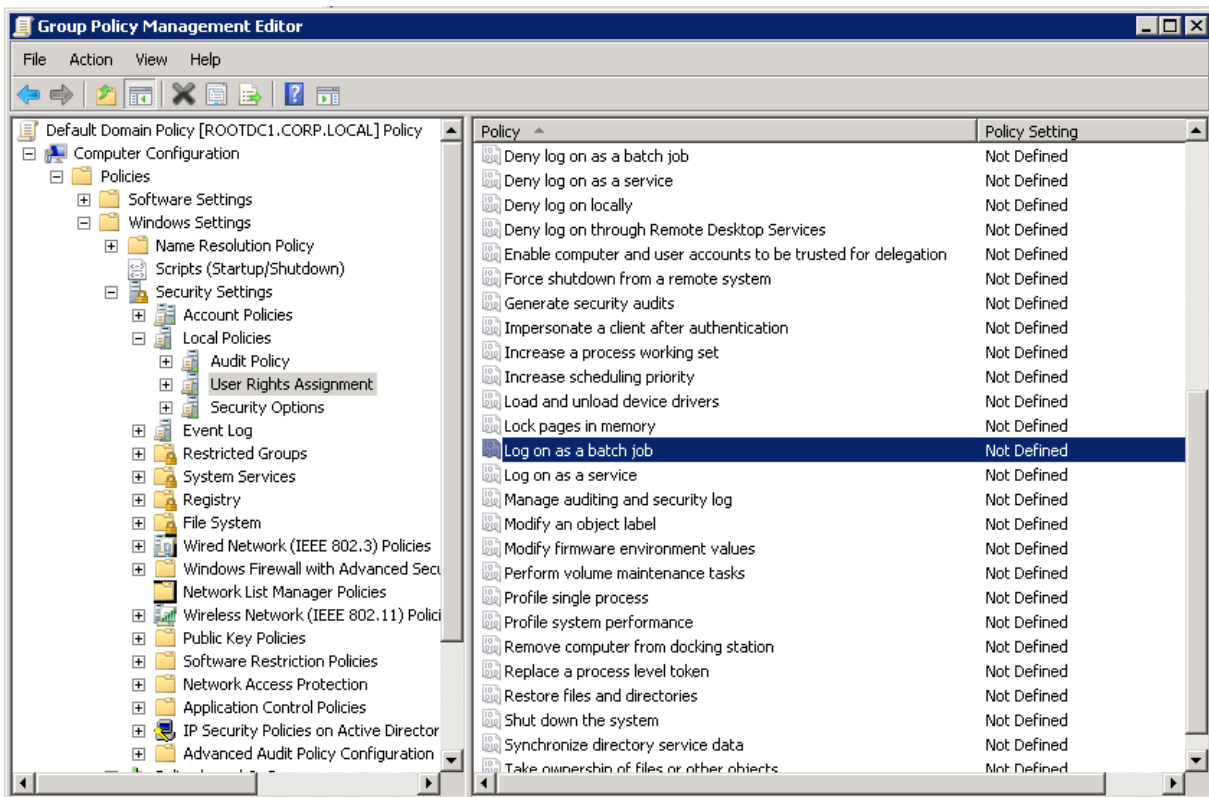 Group Policy Management Editor
File Action View Help
Default Domain Policy [ROOTDC1.CORP.LOCAL] Policy
Computer Configuration
Policies
Software Settings
Windows Settings
Name Resolution Policy
Scripts (Startup/Shutdown)
Security Settings
Account Policies
Local Policies
Audit Policy
User Rights Assignment
Security Options
Event Log
Restricted Groups
System Services
Registry
File System
Wired Network (IEEE 802.3) Policies
Windows Firewall with Advanced Secu
Network List Manager Policies
Wireless Network (IEEE 802.11) Polici
Public Key Policies
Software Restriction Policies
Network Access Protection
Application Control Policies
IP Security Policies on Active Director
Advanced Audit Policy Configuration
Policy Policy Setting
Deny log on as a batch job Not Defined
Deny log on as a service Not Defined
Deny log on locally Not Defined
Deny log on through Remote Desktop Services Not Defined
Enable computer and user accounts to be trusted for delegation Not Defined
Force shutdown from a remote system Not Defined
Generate security audits Not Defined
Impersonate a client after authentication Not Defined
Increase a process working set Not Defined
Increase scheduling priority Not Defined
Load and unload device drivers Not Defined
Lock pages in memory Not Defined
Log on as a batch job Not Defined
Log on as a service Not Defined
Manage auditing and security log Not Defined
Modify an object label Not Defined
Modify firmware environment values Not Defined
Perform volume maintenance tasks Not Defined
Profile single process Not Defined
Profile system performance Not Defined
Remove computer from docking station Not Defined
Replace a process level token Not Defined
Restore files and directories Not Defined
Shut down the system Not Defined
Synchronize directory service data Not Defined
Take ownership of files or other objects Not Defined